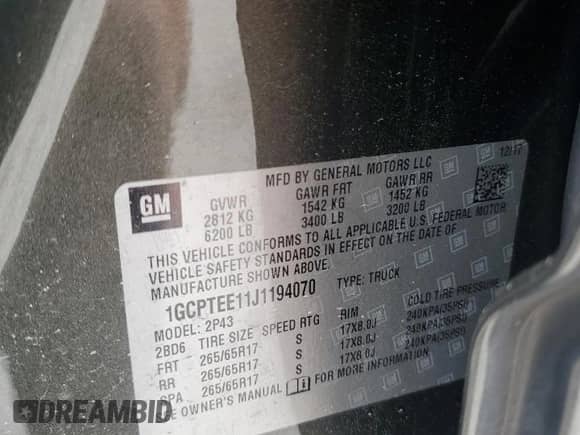 12/17
MFD BY GENERAL MOTORS LLC
GM
GVWR GAWR FRT GAWR RR
2812 KG 1542 KG 1452 KG
6200 LB 3400 LB 3200 LB
THIS VEHICLE CONFORMS TO ALL APPLICABLE U.S. FEDERAL MOTOR
VEHICLE SAFETY STANDARDS IN EFFECT ON THE DATE OF
MANUFACTURE SHOWN ABOVE.
1GCPTEE11J1194070 TYPE: TRUCK
MODEL: 2P43
2BD6 TIRE SIZE SPEED RTG RIM COLD TIRE PRESSURE
FRT 265/65R17 S 17X8.0J 240KPA(35PSI)
RR 265/65R17 S 17X8.0J 240KPA(35PSI)
SPA 265/65R17 S 17X8.0J 240KPA(35PSI)
OWNER'S MANUAL FOR
DREAMBID